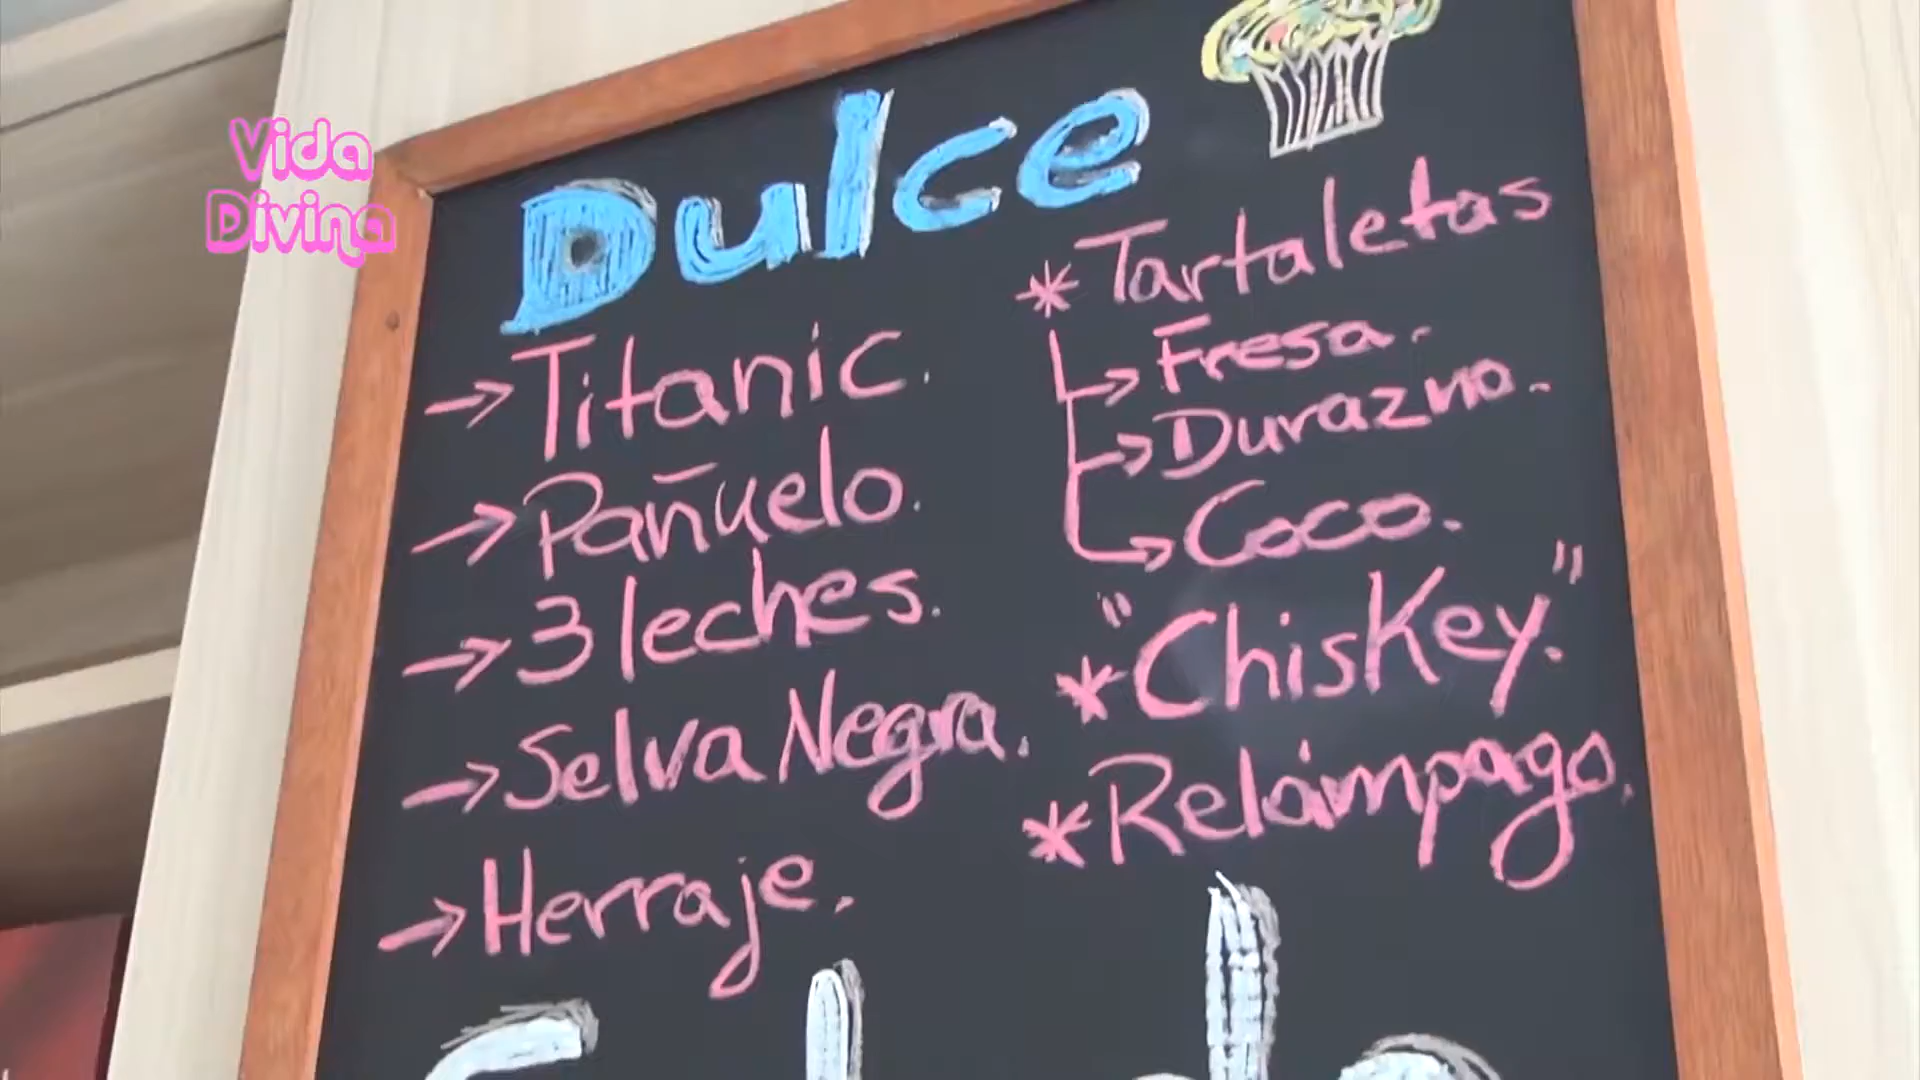 Vida
Divina
Dulce
→Titanic.
→Pañuelo.
→3 leches.
→Selva Negra.
→Herraje.
*Tartaletas
→Fresa.
→Durazno.
→Coco.
*"ChisKey."
*Relámpago.